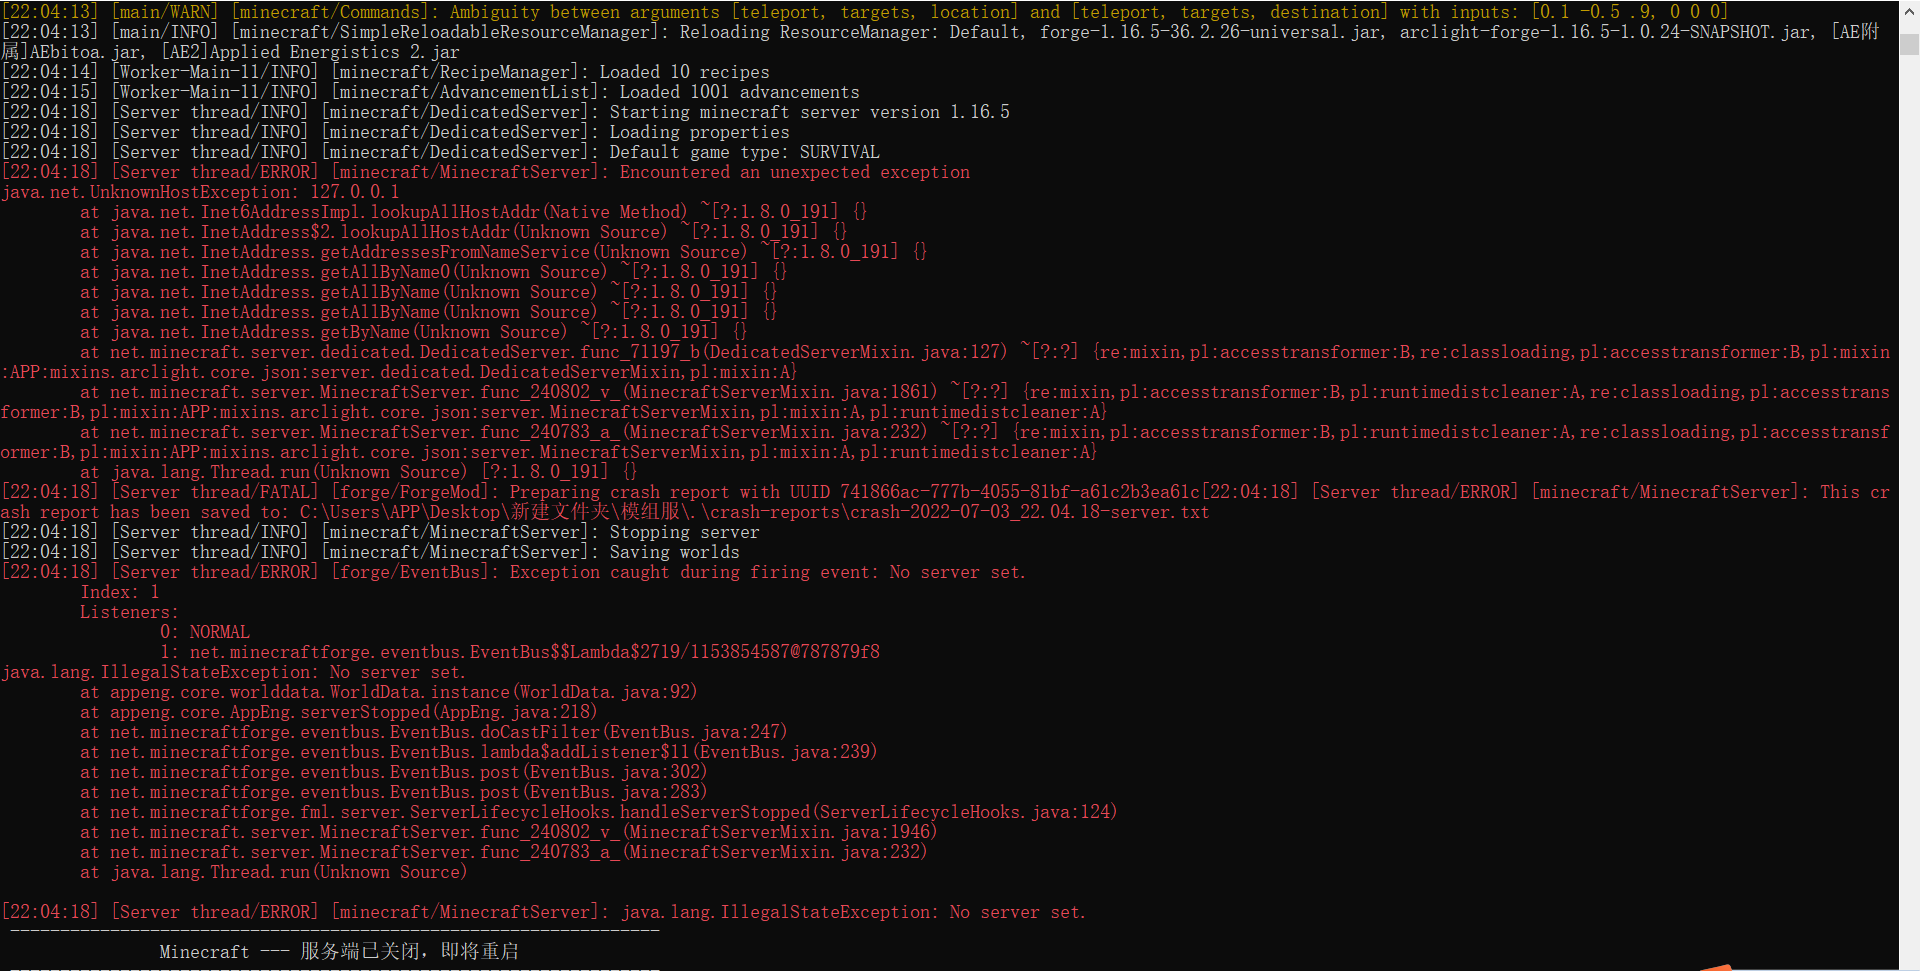 [22:04:13] [main/WARN] [minecraft/Commands]: Ambiguity between arguments [teleport, targets, location] and [teleport, targets, destination] with inputs: [0.1 -0.5 .9, 0 0 0]
[22:04:13] [main/INFO] [minecraft/SimpleReloadableResourceManager]: Reloading ResourceManager: Default, forge-1.16.5-36.2.26-universal.jar, arclight-forge-1.16.5-1.0.24-SNAPSHOT.jar, [AE附
属]AEbitoa.jar, [AE2]Applied Energistics 2.jar
[22:04:14] [Worker-Main-11/INFO] [minecraft/RecipeManager]: Loaded 10 recipes
[22:04:15] [Worker-Main-11/INFO] [minecraft/AdvancementList]: Loaded 1001 advancements
[22:04:18] [Server thread/INFO] [minecraft/DedicatedServer]: Starting minecraft server version 1.16.5
[22:04:18] [Server thread/INFO] [minecraft/DedicatedServer]: Loading properties
[22:04:18] [Server thread/INFO] [minecraft/DedicatedServer]: Default game type: SURVIVAL
[22:04:18] [Server thread/ERROR] [minecraft/MinecraftServer]: Encountered an unexpected exception
java.net.UnknownHostException: 127.0.0.1
at java.net.Inet6AddressImpl.lookupAllHostAddr(Native Method) ~[?:1.8.0_191] {}
at java.net.InetAddress$2.lookupAllHostAddr(Unknown Source) ~[?:1.8.0_191] {}
at java.net.InetAddress.getAddressesFromNameService(Unknown Source) ~[?:1.8.0_191] {}
at java.net.InetAddress.getAllByName0(Unknown Source) ~[?:1.8.0_191] {}
at java.net.InetAddress.getAllByName(Unknown Source) ~[?:1.8.0_191] {}
at java.net.InetAddress.getAllByName(Unknown Source) ~[?:1.8.0_191] {}
at java.net.InetAddress.getByName(Unknown Source) ~[?:1.8.0_191] {}
at net.minecraft.server.dedicated.DedicatedServer.func_71197_b(DedicatedServerMixin.java:127) ~[?:?] {re:mixin,pl:accesstransformer:B,re:classloading,pl:accesstransformer:B,pl:mixin
:APP:mixins.arclight.core.json:server.dedicated.DedicatedServerMixin,pl:mixin:A}
at net.minecraft.server.MinecraftServer.func_240802_v_(MinecraftServerMixin.java:1861) ~[?:?] {re:mixin,pl:accesstransformer:B,pl:runtimedistcleaner:A,re:classloading,pl:accesstrans
former:B,pl:mixin:APP:mixins.arclight.core.json:server.MinecraftServerMixin,pl:mixin:A,pl:runtimedistcleaner:A}
at net.minecraft.server.MinecraftServer.func_240783_a_(MinecraftServerMixin.java:232) ~[?:?] {re:mixin,pl:accesstransformer:B,pl:runtimedistcleaner:A,re:classloading,pl:accesstransf
ormer:B,pl:mixin:APP:mixins.arclight.core.json:server.MinecraftServerMixin,pl:mixin:A,pl:runtimedistcleaner:A}
at java.lang.Thread.run(Unknown Source) [?:1.8.0_191] {}
[22:04:18] [Server thread/FATAL] [forge/ForgeMod]: Preparing crash report with UUID 741866ac-777b-4055-81bf-a61c2b3ea61c[22:04:18] [Server thread/ERROR] [minecraft/MinecraftServer]: This cr
ash report has been saved to: C:\Users\APP\Desktop\新建文件夹\模组服\.\crash-reports\crash-2022-07-03_22.04.18-server.txt
[22:04:18] [Server thread/INFO] [minecraft/MinecraftServer]: Stopping server
[22:04:18] [Server thread/INFO] [minecraft/MinecraftServer]: Saving worlds
[22:04:18] [Server thread/ERROR] [forge/EventBus]: Exception caught during firing event: No server set.
Index: 1
Listeners:
0: NORMAL
1: net.minecraftforge.eventbus.EventBus$$Lambda$2719/1153854587@787879f8
java.lang.IllegalStateException: No server set.
at appeng.core.worlddata.WorldData.instance(WorldData.java:92)
at appeng.core.AppEng.serverStopped(AppEng.java:218)
at net.minecraftforge.eventbus.EventBus.doCastFilter(EventBus.java:247)
at net.minecraftforge.eventbus.EventBus.lambda$addListener$11(EventBus.java:239)
at net.minecraftforge.eventbus.EventBus.post(EventBus.java:302)
at net.minecraftforge.eventbus.EventBus.post(EventBus.java:283)
at net.minecraftforge.fml.server.ServerLifecycleHooks.handleServerStopped(ServerLifecycleHooks.java:124)
at net.minecraft.server.MinecraftServer.func_240802_v_(MinecraftServerMixin.java:1946)
at net.minecraft.server.MinecraftServer.func_240783_a_(MinecraftServerMixin.java:232)
at java.lang.Thread.run(Unknown Source)
[22:04:18] [Server thread/ERROR] [minecraft/MinecraftServer]: java.lang.IllegalStateException: No server set.
-----------------------------------------------------------------
Minecraft --- 服务端已关闭，即将重启
-----------------------------------------------------------------